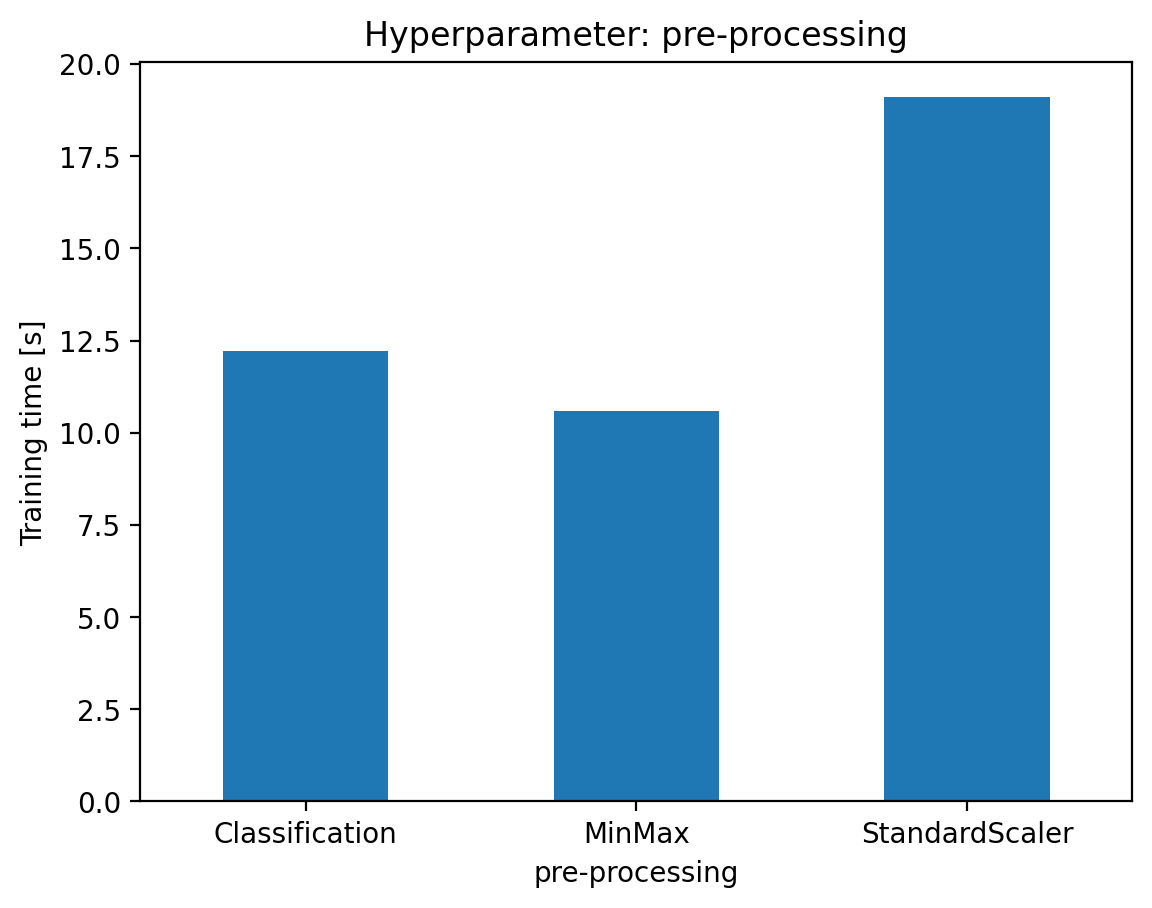 Hyperparameter: pre-processing
20.0
17.5
15.0
12.5
10.0
7.5
5.0
2.5
0.0
Training time [s]
Classification MinMax StandardScaler
pre-processing